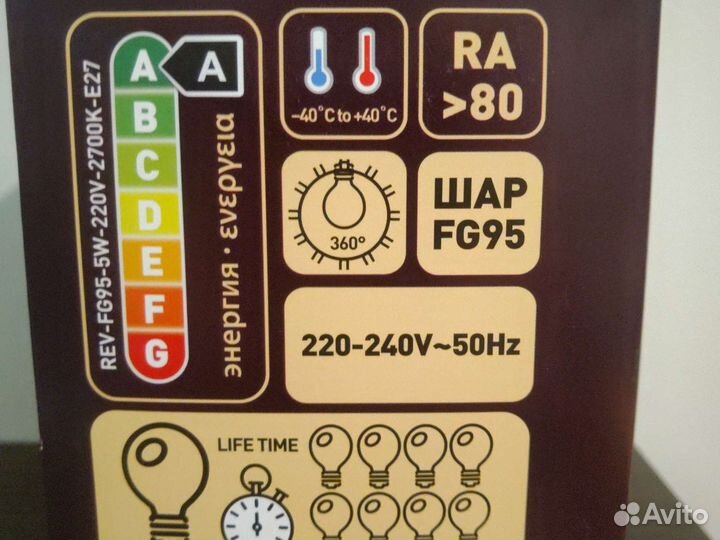 REV-FG95-5W-220V-2700K-E27
A
B
C
D
E
F
G
A
энергия · ενεργεια
-40°C to +40°C
RA
>80
360°
ШАР
FG95
220-240V~50Hz
LIFE TIME
Avito